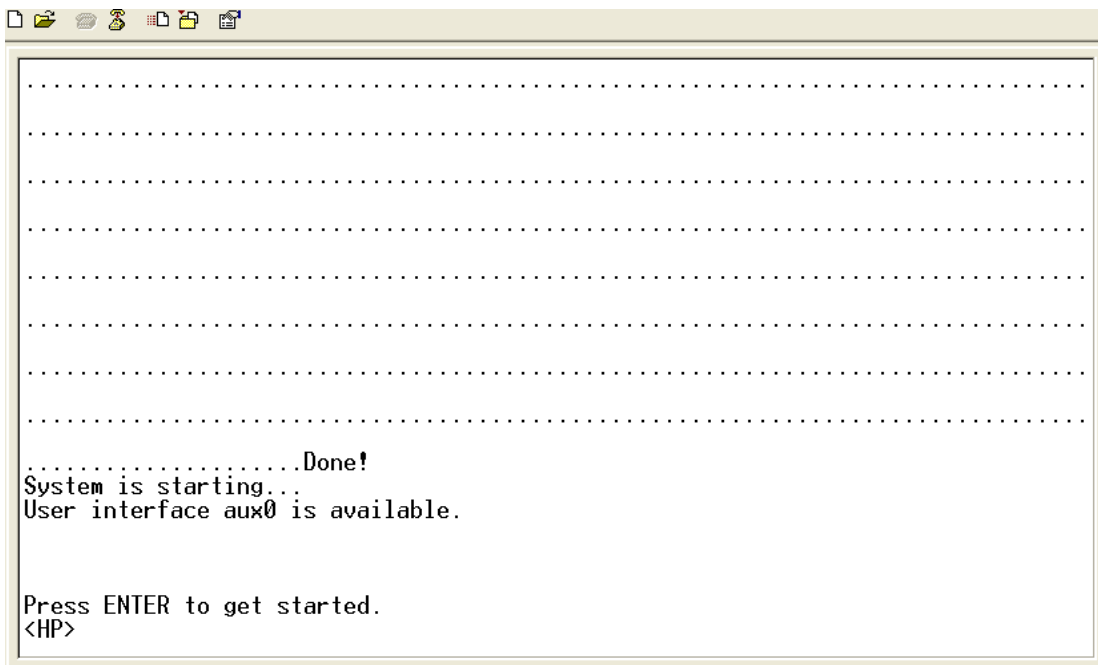 ................................................................................
................................................................................
................................................................................
................................................................................
................................................................................
................................................................................
................................................................................
................................................................................
.....................Done!
System is starting...
User interface aux0 is available.
Press ENTER to get started.
<HP>